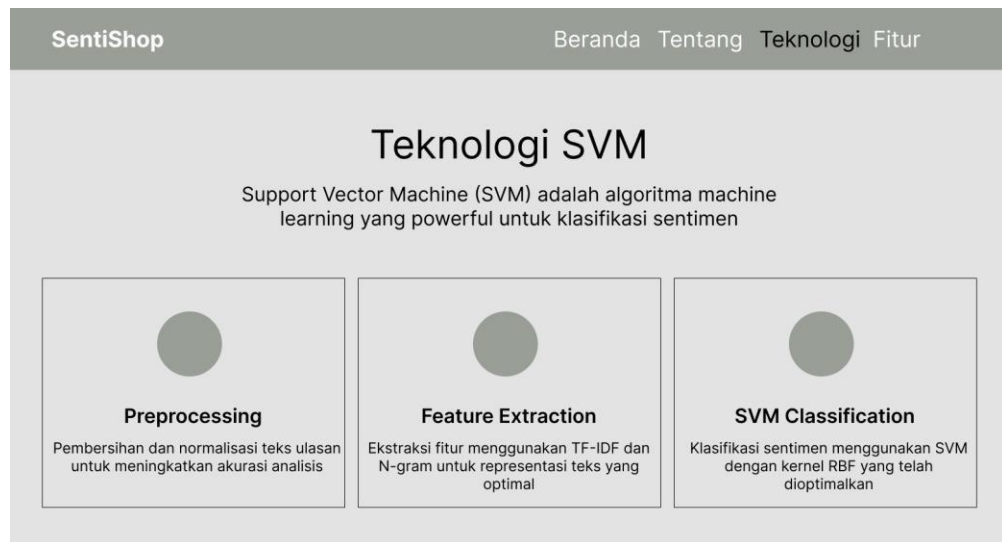 SentiShop
Beranda Tentang Teknologi Fitur
Teknologi SVM
Support Vector Machine (SVM) adalah algoritma machine
learning yang powerful untuk klasifikasi sentimen
Preprocessing
Pembersihan dan normalisasi teks ulasan
untuk meningkatkan akurasi analisis
Feature Extraction
Ekstraksi fitur menggunakan TF-IDF dan
N-gram untuk representasi teks yang
optimal
SVM Classification
Klasifikasi sentimen menggunakan SVM
dengan kernel RBF yang telah
dioptimalkan